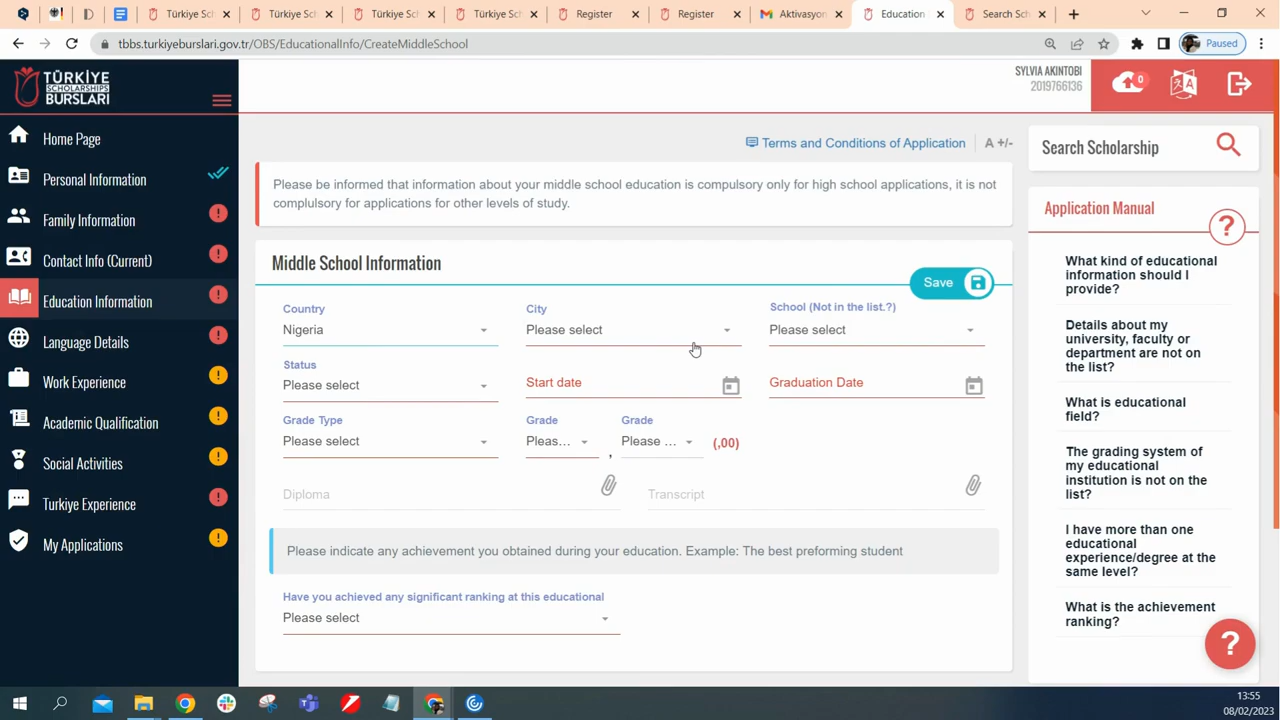 Türkiye Sc
Türkiye Sch
Türkiye Sch
Türkiye Sch
Register
Register
Aktivasyon
Education
Search Sch
tbbs.turkiyeburslari.gov.tr/OBS/EducationalInfo/CreateMiddleSchool
Paused
TÜRKİYE
SCHOLARSHIPS
BURSLARI
SYLVIA AKINTOBI
2019766136
0
Home Page
Personal Information
Family Information
Contact Info (Current)
Education Information
Language Details
Work Experience
Academic Qualification
Social Activities
Turkiye Experience
My Applications
Terms and Conditions of Application
A +/-
Please be informed that information about your middle school education is compulsory only for high school applications, it is not
complulsory for applications for other levels of study.
Middle School Information
Save
Country
City
School (Not in the list.?)
Nigeria
Please select
Please select
Status
Please select
Start date
Graduation Date
Grade Type
Grade
Grade
Please select
Pleas...
,
Please ...
(,00)
Diploma
Transcript
Please indicate any achievement you obtained during your education. Example: The best preforming student
Have you achieved any significant ranking at this educational
Please select
Search Scholarship
Application Manual
?
What kind of educational
information should I
provide?
Details about my
university, faculty or
department are not on
the list?
What is educational
field?
The grading system of
my educational
institution is not on the
list?
I have more than one
educational
experience/degree at the
same level?
What is the achievement
ranking?
?
13:55
08/02/2023